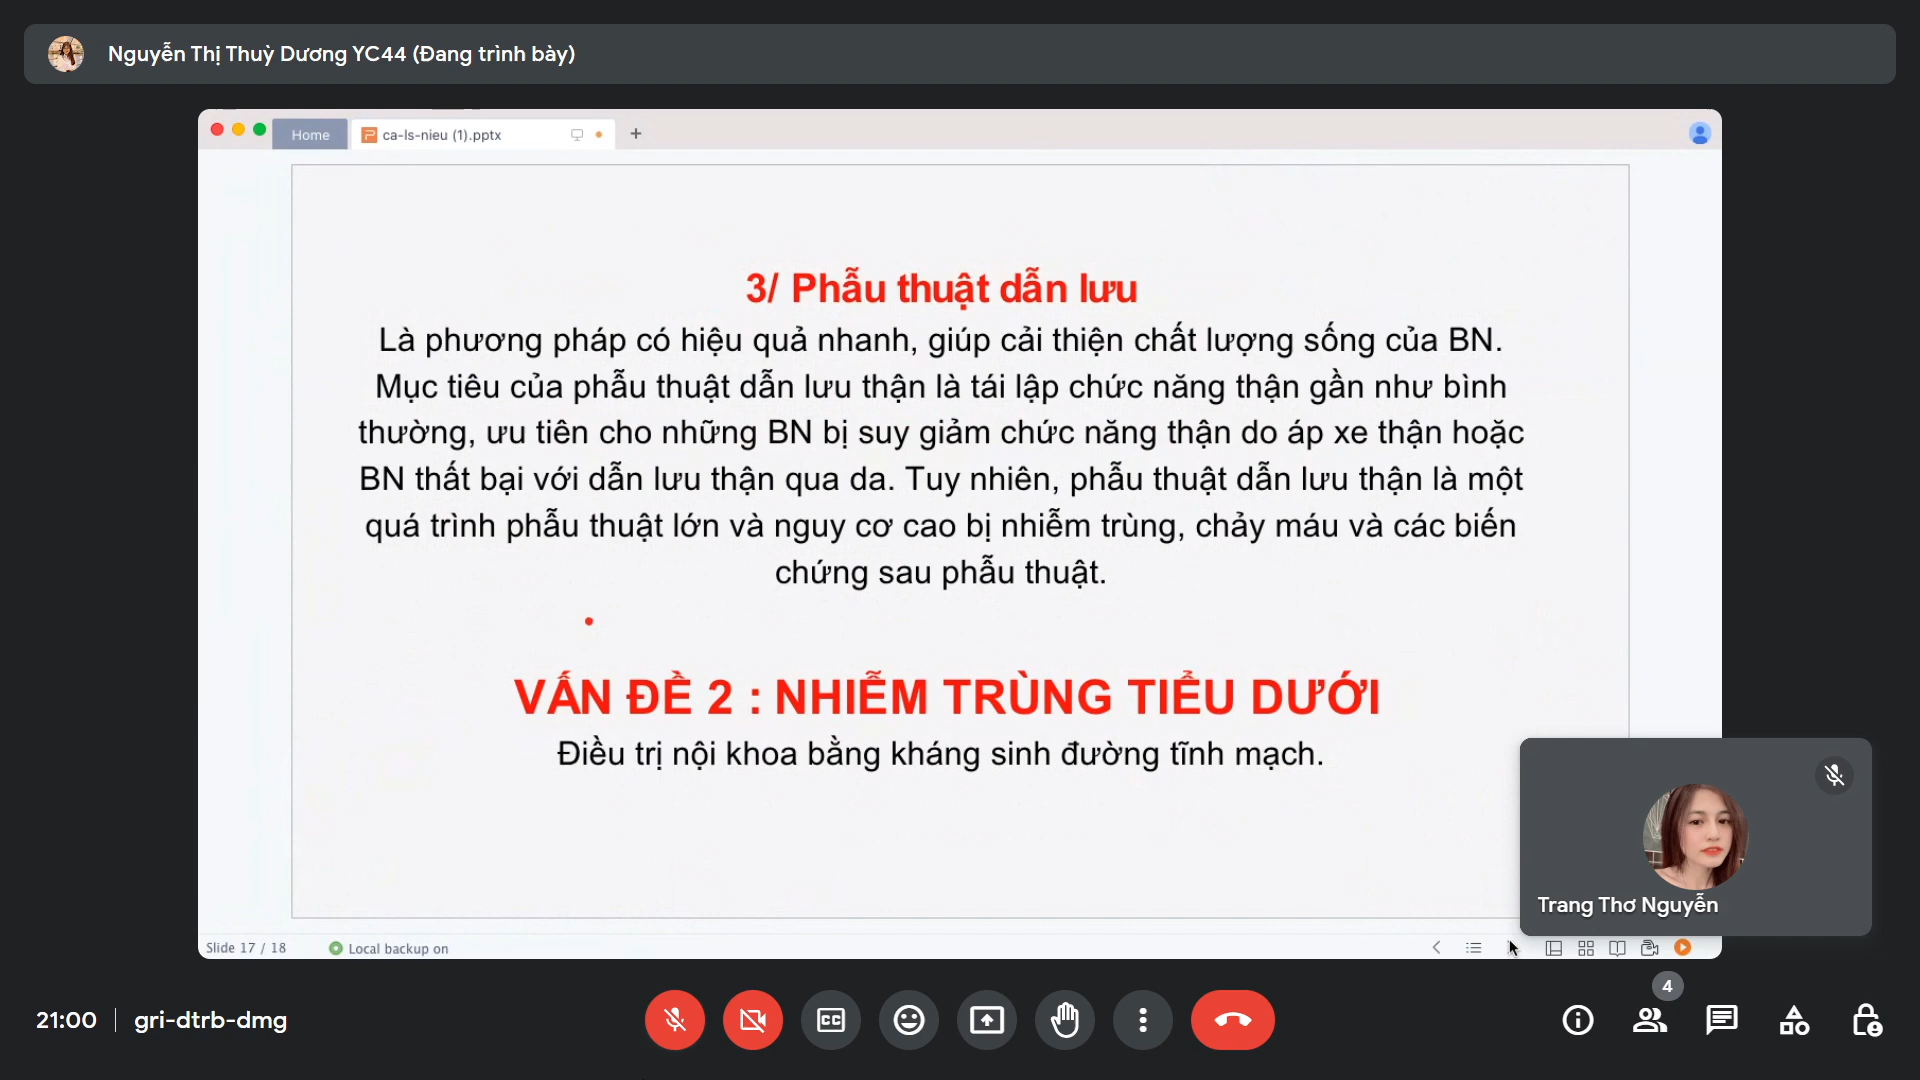 Nguyễn Thị Thuỳ Dương YC44 (Đang trình bày)
Home
ca-ls-nieu (1).pptx
3/ Phẫu thuật dẫn lưu
Là phương pháp có hiệu quả nhanh, giúp cải thiện chất lượng sống của BN.
Mục tiêu của phẫu thuật dẫn lưu thận là tái lập chức năng thận gần như bình
thường, ưu tiên cho những BN bị suy giảm chức năng thận do áp xe thận hoặc
BN thất bại với dẫn lưu thận qua da. Tuy nhiên, phẫu thuật dẫn lưu thận là một
quá trình phẫu thuật lớn và nguy cơ cao bị nhiễm trùng, chảy máu và các biến
chứng sau phẫu thuật.
VẤN ĐỀ 2 : NHIỄM TRÙNG TIỂU DƯỚI
Điều trị nội khoa bằng kháng sinh đường tĩnh mạch.
Trang Thơ Nguyễn
Slide 17 / 18
Local backup on
4
21:00
gri-dtrb-dmg
CC